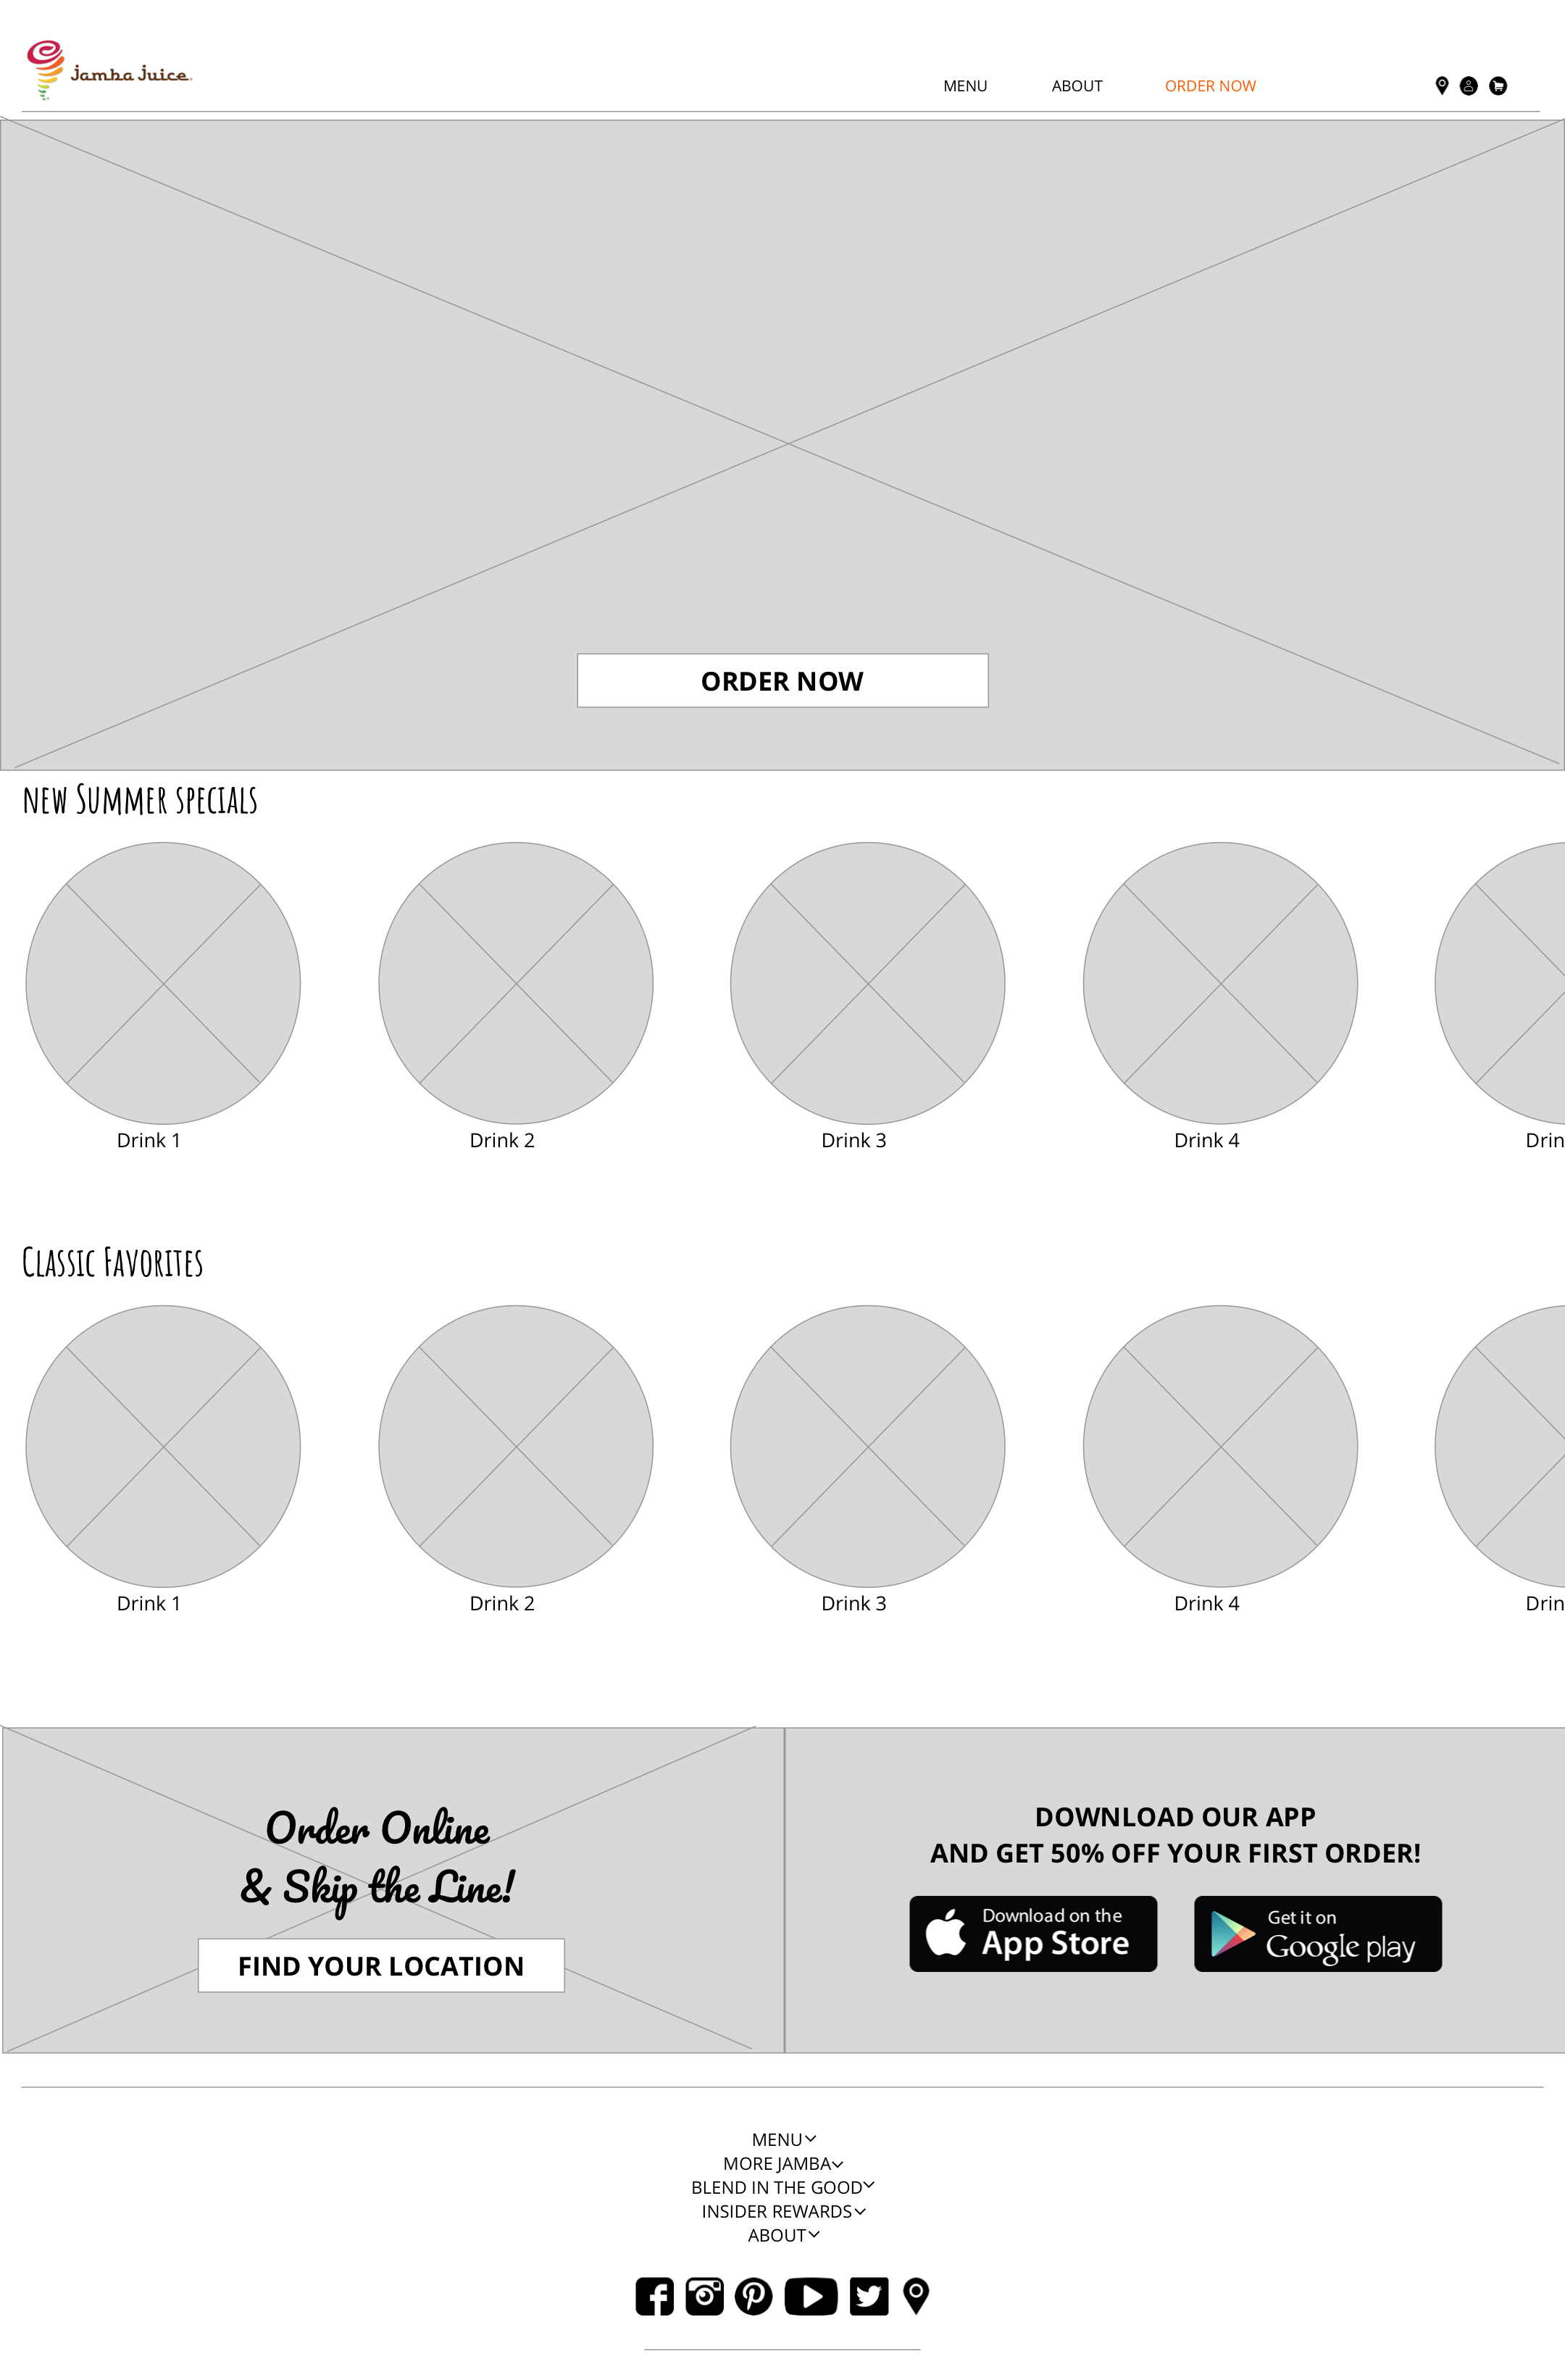 Jamba Juice
MENU ABOUT ORDER NOW
ORDER NOW
NEW SUMMER SPECIALS
Drink 1 Drink 2 Drink 3 Drink 4 Drin
CLASSIC FAVORITES
Drink 1 Drink 2 Drink 3 Drink 4 Drin
Order Online
& Skip the Line!
FIND YOUR LOCATION
DOWNLOAD OUR APP
AND GET 50% OFF YOUR FIRST ORDER!
Download on the
App Store
Get it on
Google play
MENU
MORE JAMBA
BLEND IN THE GOOD
INSIDER REWARDS
ABOUT